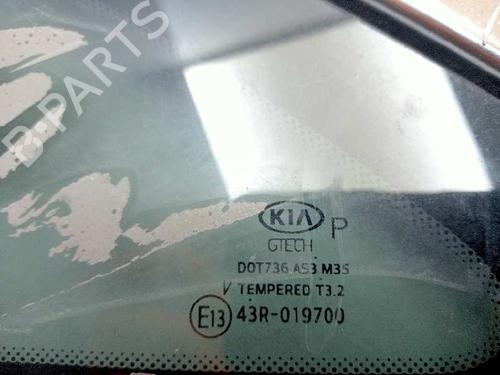 B-PARTS
KIA P
GTECH
DOT736 AS3 M35
V TEMPERED T3.2
E13 43R-019700